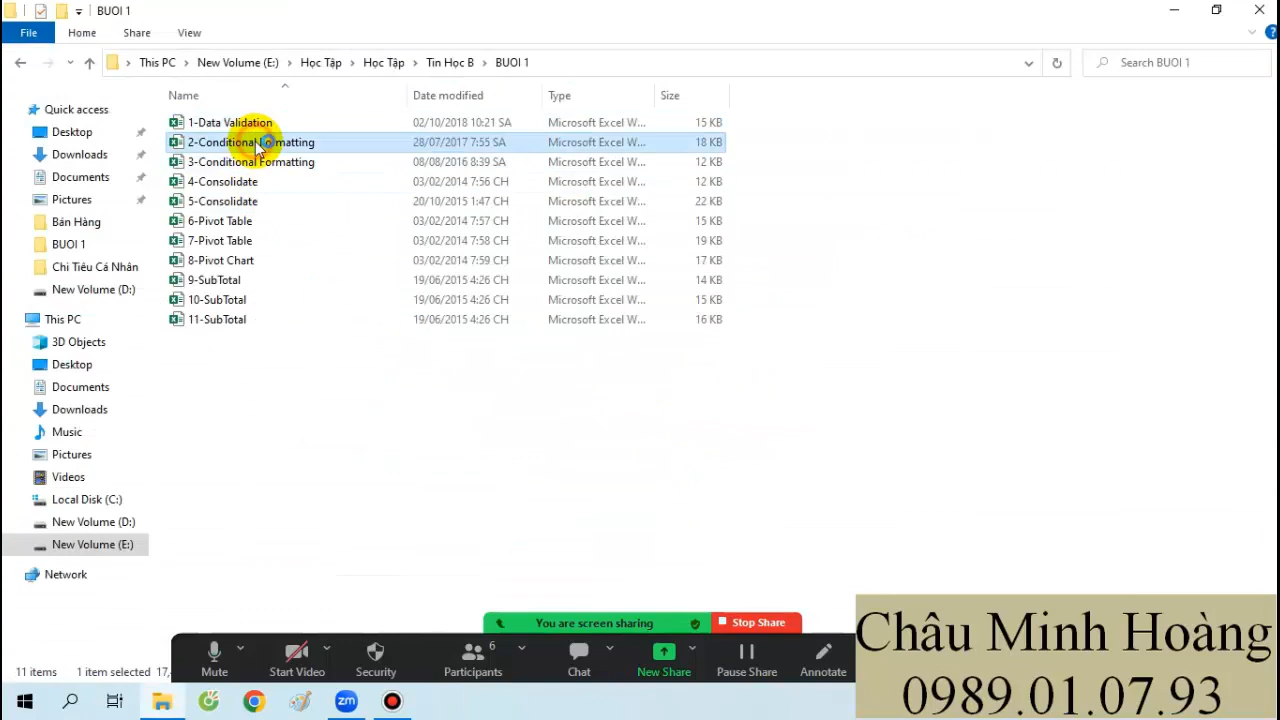 BUOI 1
File
Home
Share
View
This PC
New Volume (E:)
Học Tập
Học Tập
Tin Học B
BUOI 1
Search BUOI 1
Name
Date modified
Type
Size
Quick access
Desktop
Downloads
Documents
Pictures
Bán Hàng
BUOI 1
Chi Tiêu Cá Nhân
New Volume (D:)
This PC
3D Objects
Desktop
Documents
Downloads
Music
Pictures
Videos
Local Disk (C:)
New Volume (D:)
New Volume (E:)
Network
1-Data Validation 02/10/2018 10:21 SA Microsoft Excel W... 15 KB
2-Conditional Formatting 28/07/2017 7:55 SA Microsoft Excel W... 18 KB
3-Conditional Formatting 08/08/2016 8:39 SA Microsoft Excel W... 12 KB
4-Consolidate 03/02/2014 7:56 CH Microsoft Excel W... 12 KB
5-Consolidate 20/10/2015 1:47 CH Microsoft Excel W... 22 KB
6-Pivot Table 03/02/2014 7:57 CH Microsoft Excel W... 15 KB
7-Pivot Table 03/02/2014 7:58 CH Microsoft Excel W... 19 KB
8-Pivot Chart 03/02/2014 7:59 CH Microsoft Excel W... 17 KB
9-SubTotal 19/06/2015 4:26 CH Microsoft Excel W... 14 KB
10-SubTotal 19/06/2015 4:26 CH Microsoft Excel W... 15 KB
11-SubTotal 19/06/2015 4:26 CH Microsoft Excel W... 16 KB
You are screen sharing
Stop Share
11 items
1 item selected 17,
Mute
Start Video
Security
6
Participants
Chat
New Share
Pause Share
Annotate
zm
Châu Minh Hoàng
0989.01.07.93